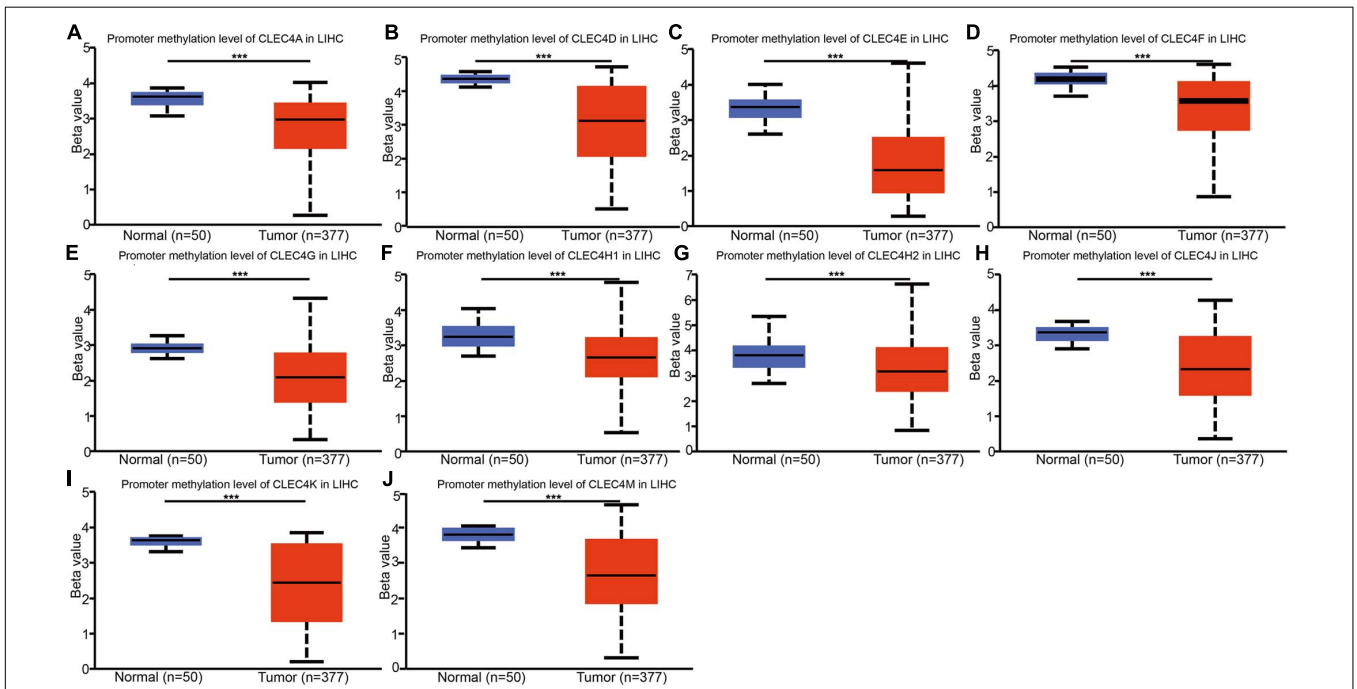 A
Promoter methylation level of CLEC4A in LIHC
***
5
4
3
2
1
0
Beta value
Normal (n=50) Tumor (n=377)
B
Promoter methylation level of CLEC4D in LIHC
***
5
4
3
2
1
0
Beta value
Normal (n=50) Tumor (n=377)
C
Promoter methylation level of CLEC4E in LIHC
***
5
4
3
2
1
0
Beta value
Normal (n=50) Tumor (n=377)
D
Promoter methylation level of CLEC4F in LIHC
***
5
4
3
2
1
0
Beta value
Normal (n=50) Tumor (n=377)
E
Promoter methylation level of CLEC4G in LIHC
***
5
4
3
2
1
0
Beta value
Normal (n=50) Tumor (n=377)
F
Promoter methylation level of CLEC4H1 in LIHC
***
5
4
3
2
1
0
Beta value
Normal (n=50) Tumor (n=377)
G
Promoter methylation level of CLEC4H2 in LIHC
***
7
6
5
4
3
2
1
0
Beta value
Normal (n=50) Tumor (n=377)
H
Promoter methylation level of CLEC4J in LIHC
***
5
4
3
2
1
0
Beta value
Normal (n=50) Tumor (n=377)
I
Promoter methylation level of CLEC4K in LIHC
***
5
4
3
2
1
0
Beta value
Normal (n=50) Tumor (n=377)
J
Promoter methylation level of CLEC4M in LIHC
***
5
4
3
2
1
0
Beta value
Normal (n=50) Tumor (n=377)